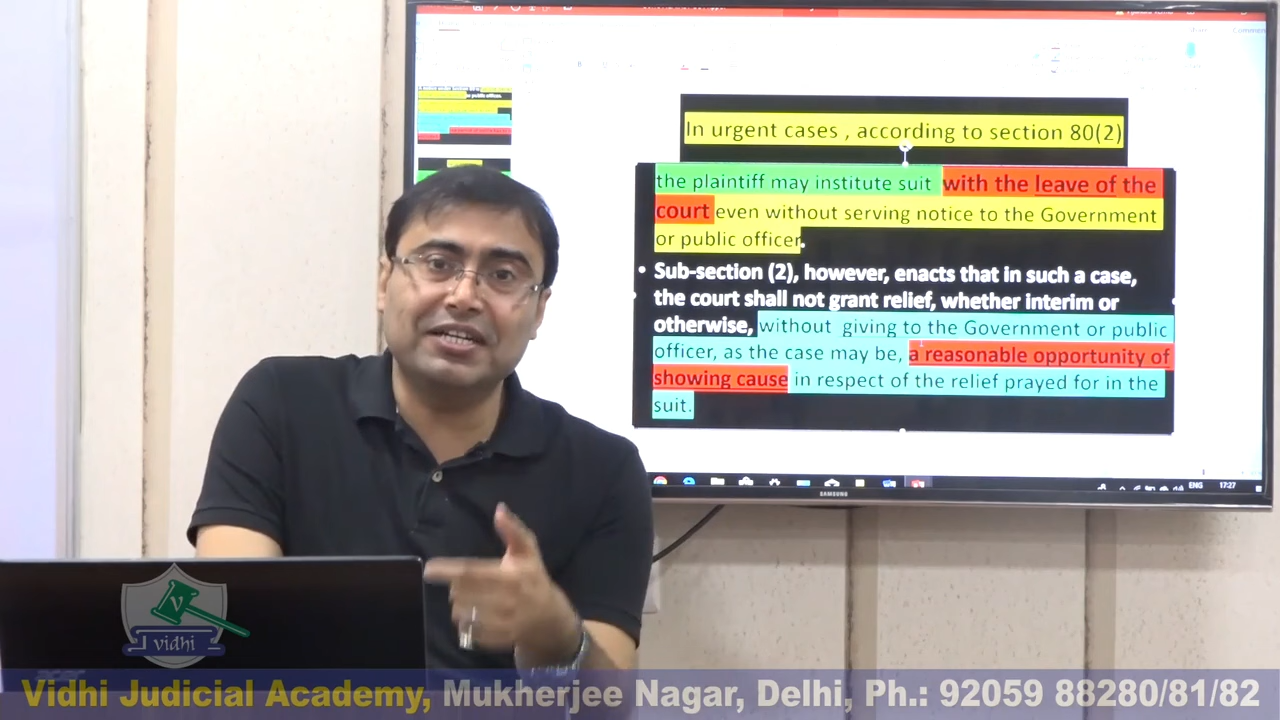 In urgent cases , according to section 80(2)
the plaintiff may institute suit with the leave of the
court even without serving notice to the Government
or public officer.
• Sub-section (2), however, enacts that in such a case,
the court shall not grant relief, whether interim or
otherwise, without giving to the Government or public
officer, as the case may be, a reasonable opportunity of
showing cause in respect of the relief prayed for in the
suit.
ENG 17:27
SAMSUNG
V
vidhi
Vidhi Judicial Academy, Mukherjee Nagar, Delhi, Ph.: 92059 88280/81/82